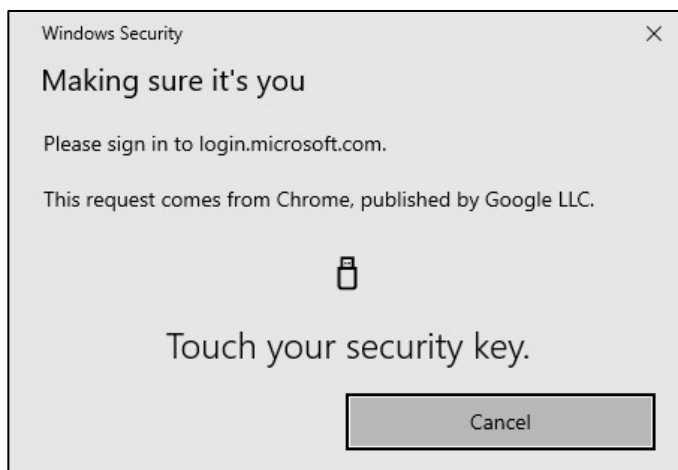 Windows Security
Making sure it's you
Please sign in to login.microsoft.com.
This request comes from Chrome, published by Google LLC.
Touch your security key.
Cancel